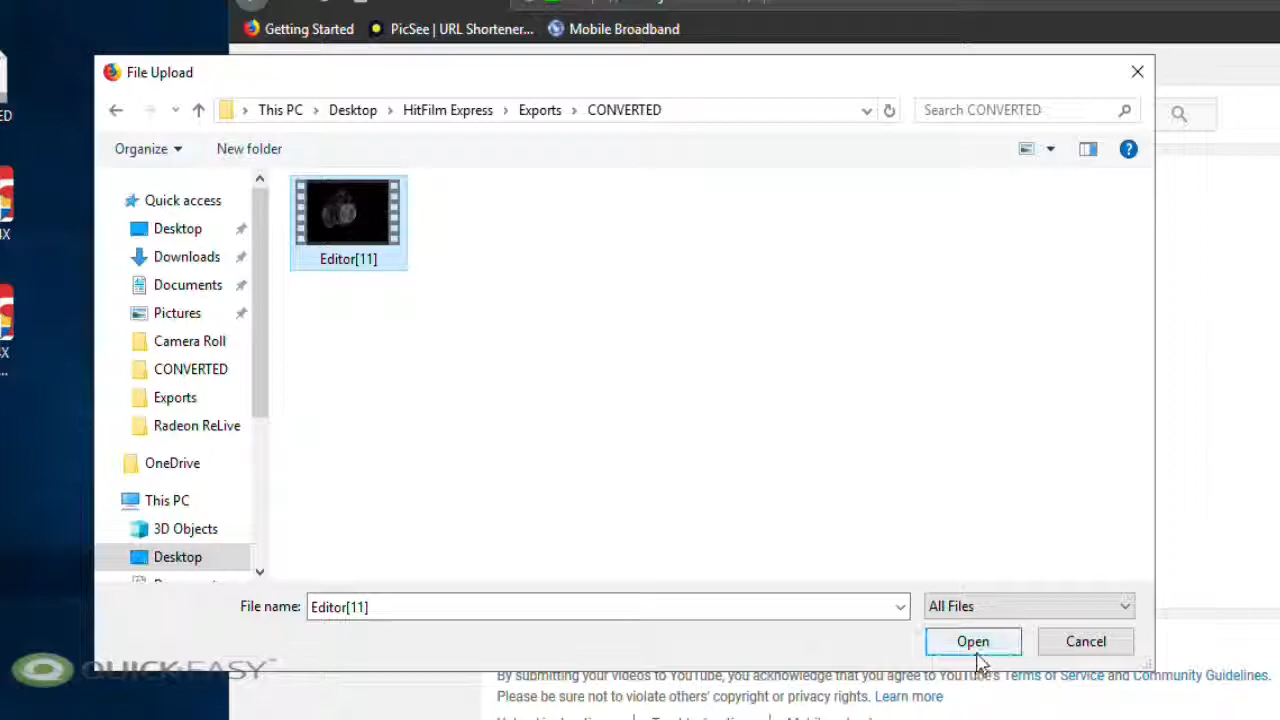 Getting Started PicSee | URL Shortener... Mobile Broadband
File Upload
This PC Desktop HitFilm Express Exports CONVERTED Search CONVERTED
Organize New folder
Quick access
Desktop
Downloads
Documents
Pictures
Camera Roll
CONVERTED
Exports
Radeon ReLive
OneDrive
This PC
3D Objects
Desktop
Editor[11]
ED
4X
4X
...
File name: Editor[11] All Files
Open Cancel
QUICK EASY
By submitting your videos to YouTube, you acknowledge that you agree to YouTube's Terms of Service and Community Guidelines.
Please be sure not to violate others' copyright or privacy rights. Learn more